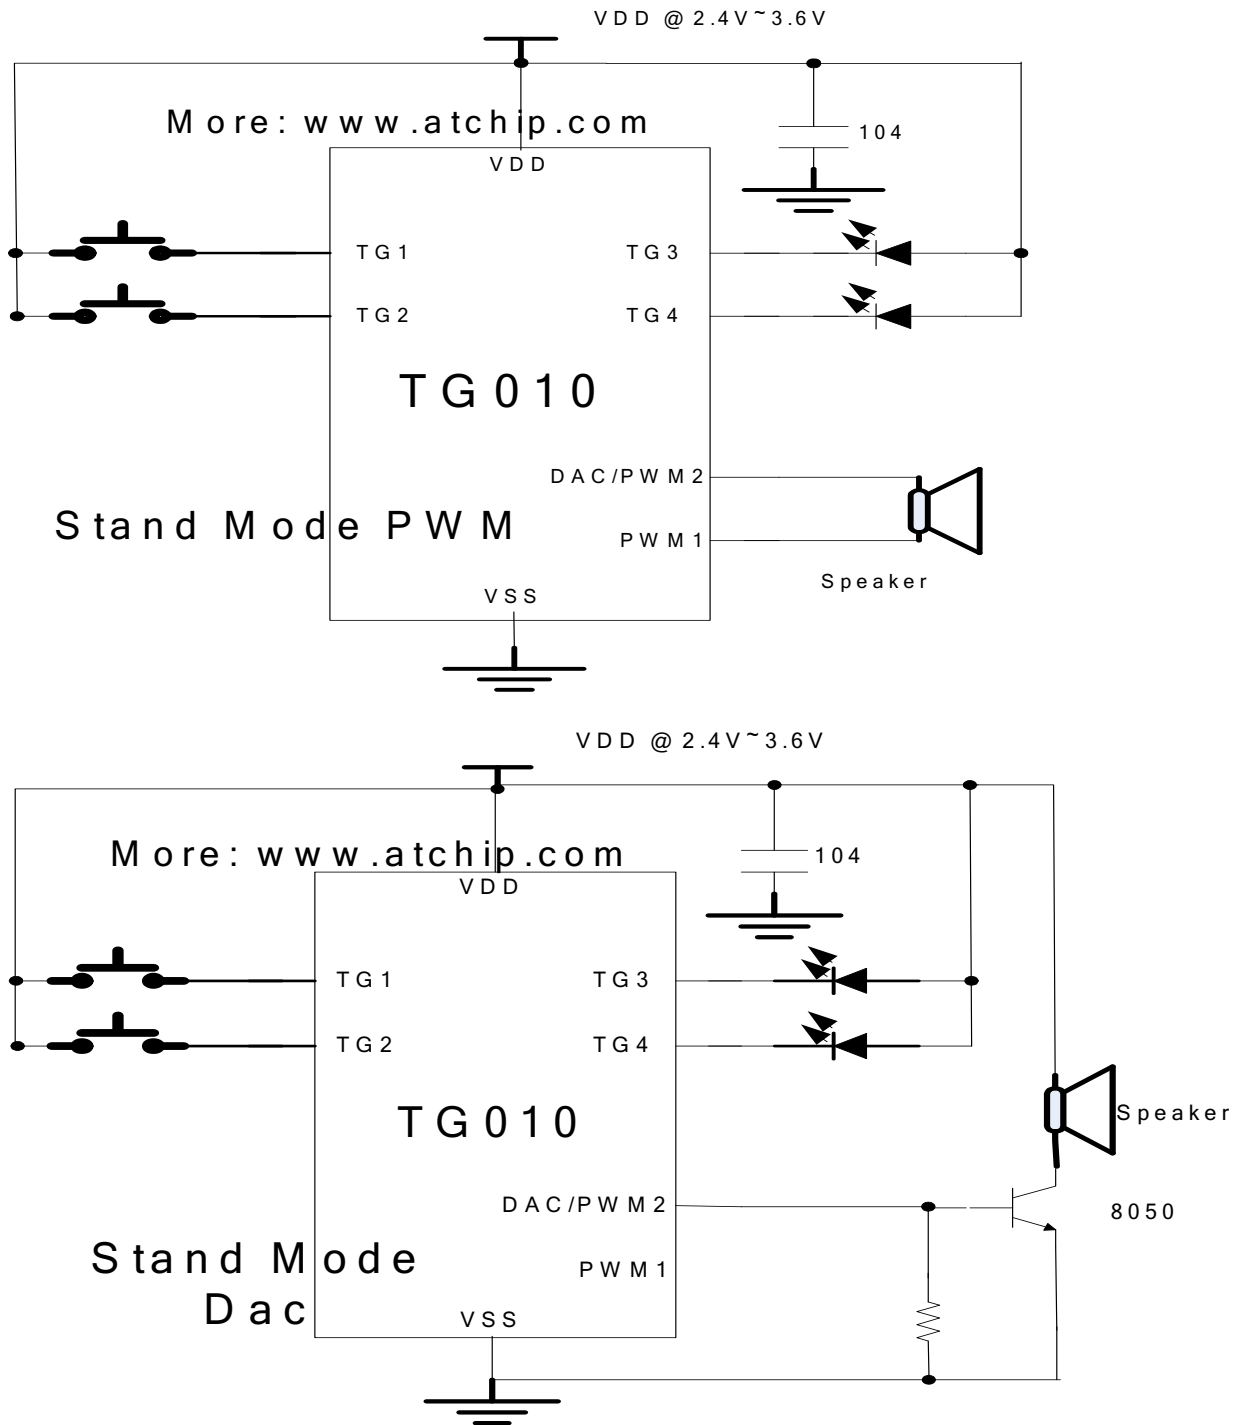 VDD @ 2.4V~3.6V
More: www.atchip.com
104
VDD
TG1
TG3
TG2
TG4
TG010
DAC/PWM2
Stand Mode PWM
PWM1
Speaker
VSS
VDD @ 2.4V~3.6V
More: www.atchip.com
104
VDD
TG1
TG3
TG2
TG4
TG010
Speaker
DAC/PWM2
8050
Stand Mode
PWM1
Dac
VSS